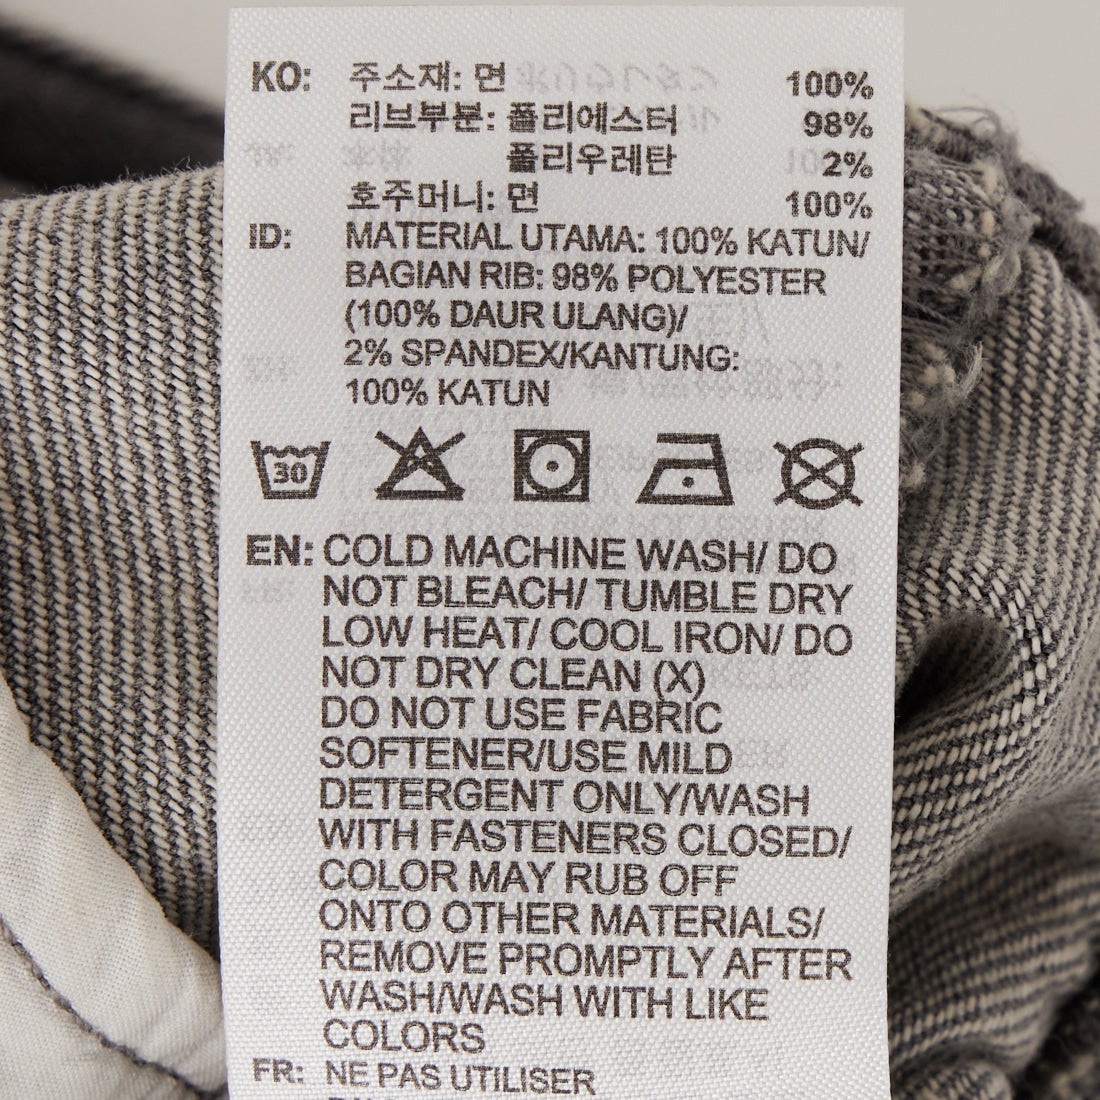 KO: 주소재: 면 100%
리브부분: 폴리에스터 98%
폴리우레탄 2%
호주머니: 면 100%
ID: MATERIAL UTAMA: 100% KATUN/
BAGIAN RIB: 98% POLYESTER
(100% DAUR ULANG)/
2% SPANDEX/KANTUNG:
100% KATUN
30
EN: COLD MACHINE WASH/ DO
NOT BLEACH/ TUMBLE DRY
LOW HEAT/ COOL IRON/ DO
NOT DRY CLEAN (X)
DO NOT USE FABRIC
SOFTENER/USE MILD
DETERGENT ONLY/WASH
WITH FASTENERS CLOSED/
COLOR MAY RUB OFF
ONTO OTHER MATERIALS/
REMOVE PROMPTLY AFTER
WASH/WASH WITH LIKE
COLORS
FR: NE PAS UTILISER